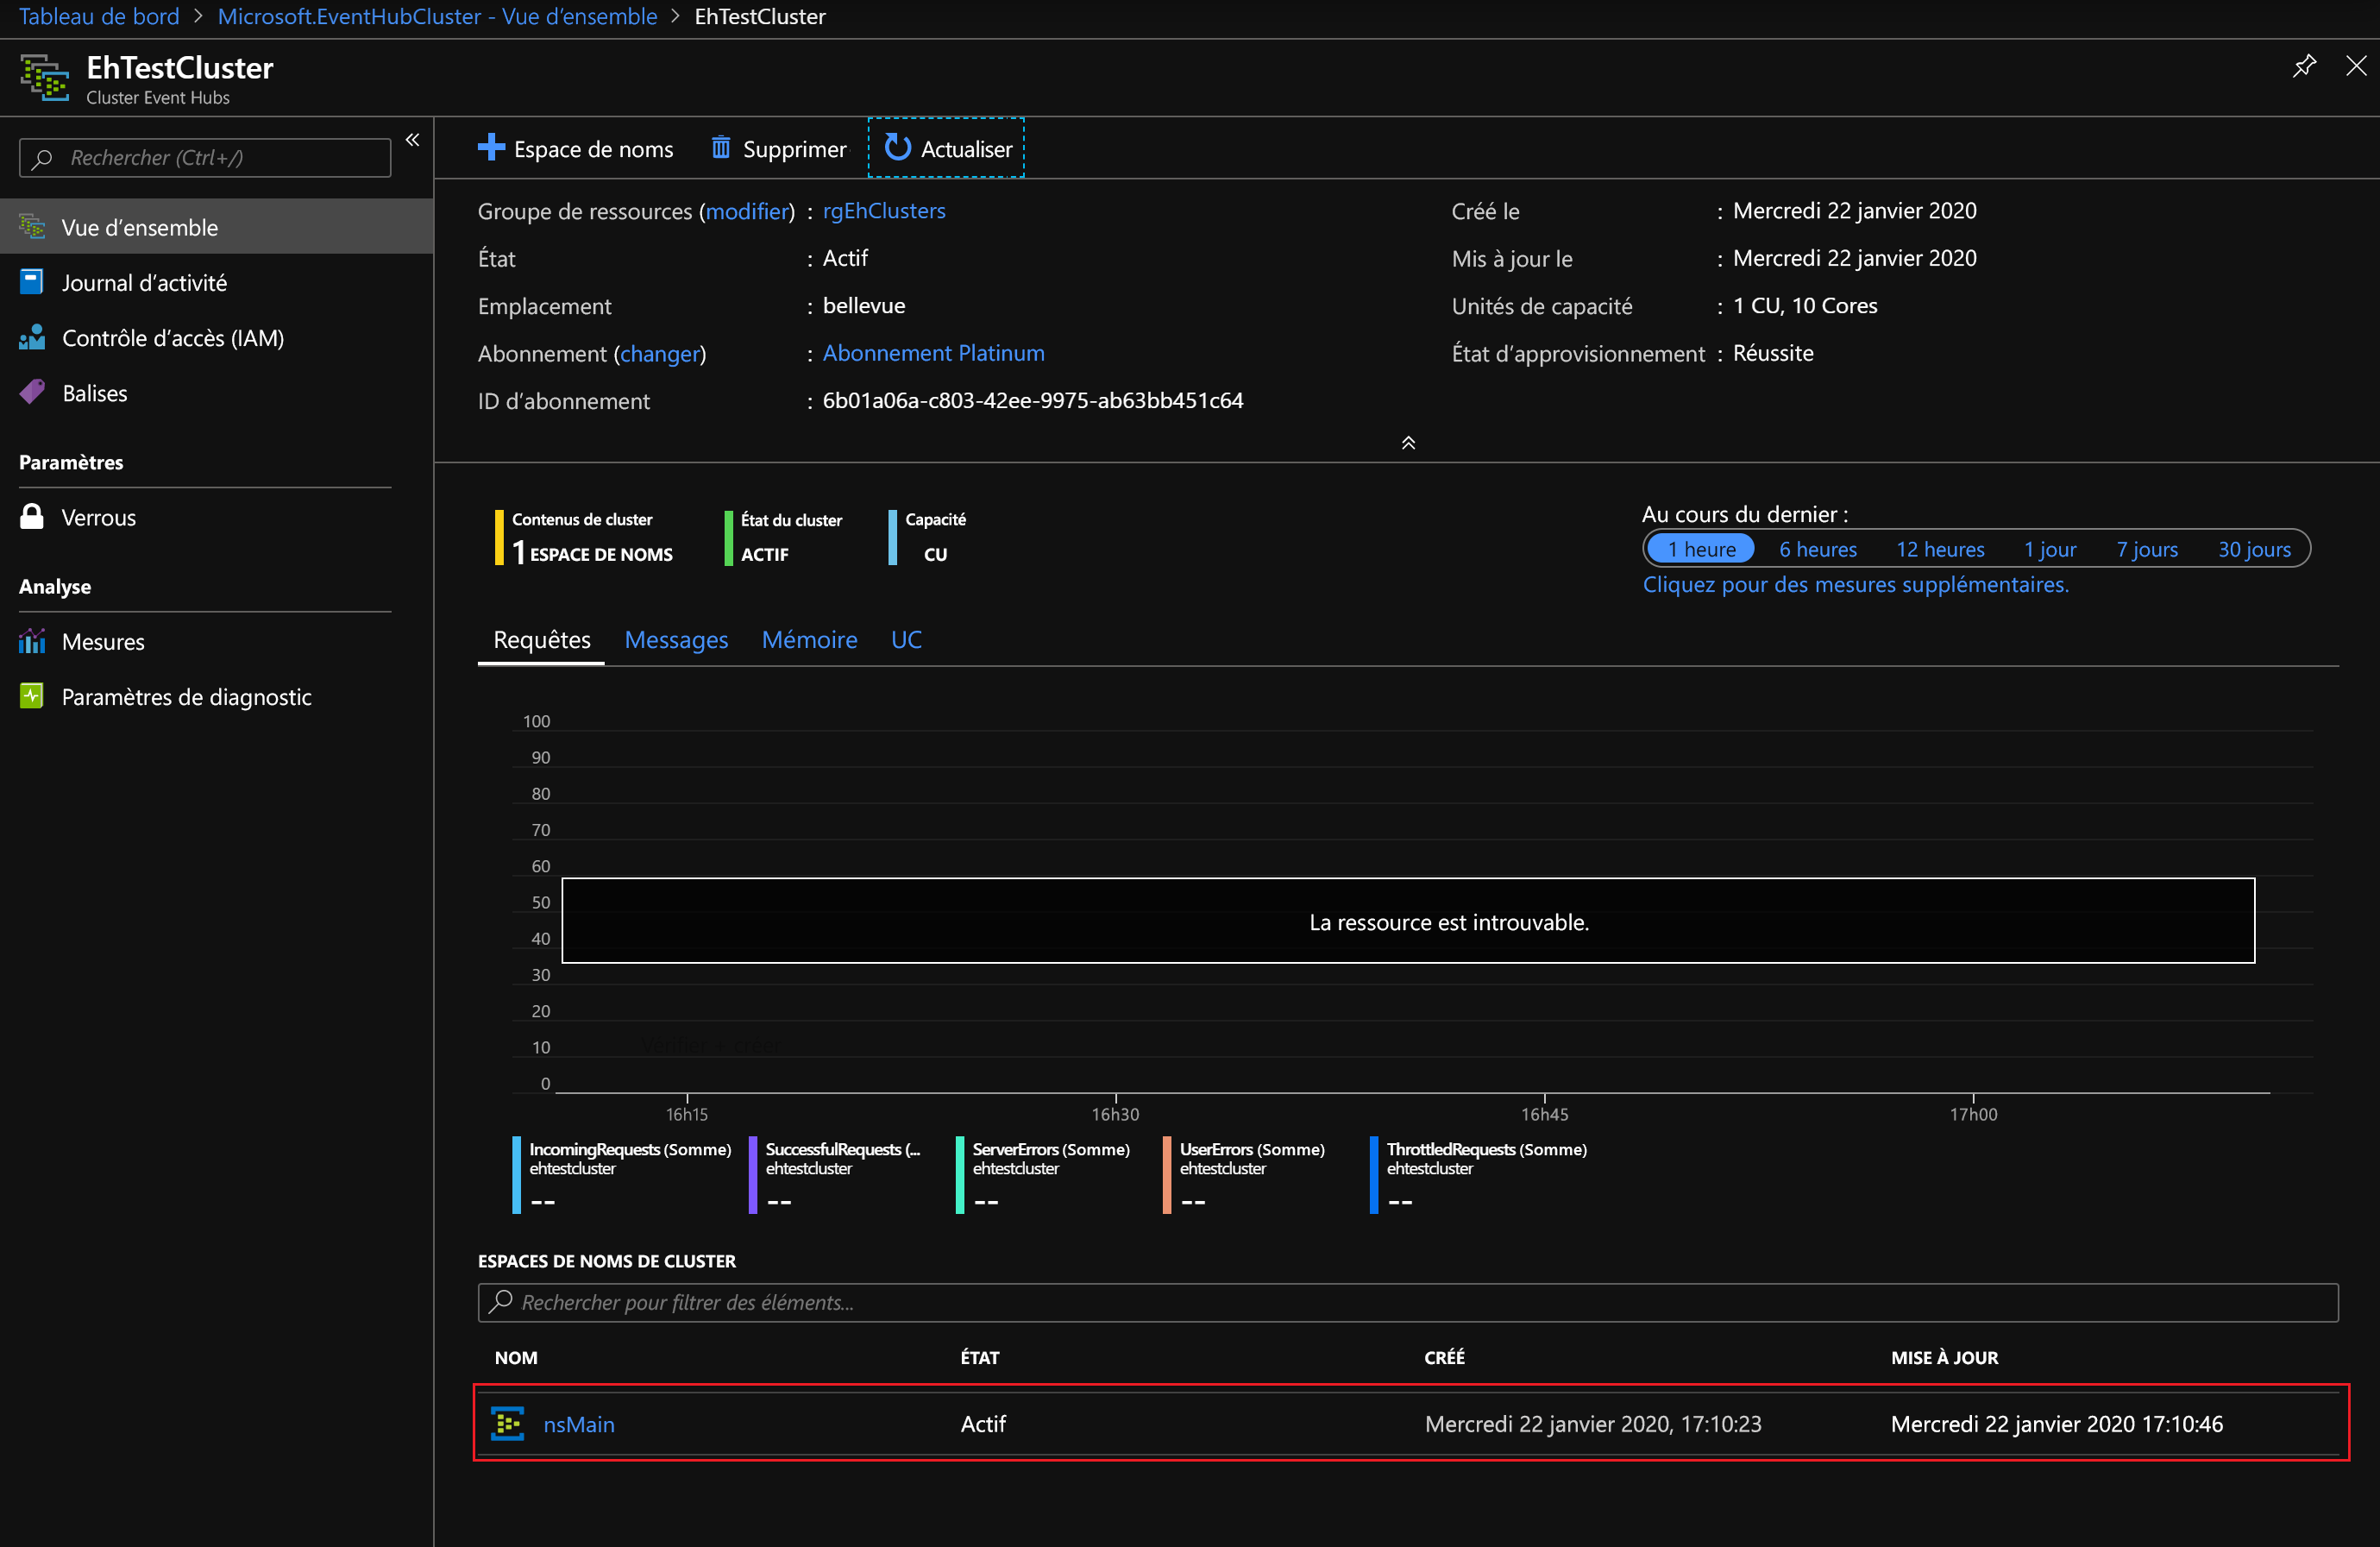 Tableau de bord > Microsoft.EventHubCluster - Vue d’ensemble > EhTestCluster
EhTestCluster
Cluster Event Hubs
Rechercher (Ctrl+/)
«
Vue d’ensemble
Journal d’activité
Contrôle d’accès (IAM)
Balises
Paramètres
Verrous
Analyse
Mesures
Paramètres de diagnostic
Espace de noms Supprimer Actualiser
Groupe de ressources (modifier) : rgEhClusters
État : Actif
Emplacement : bellevue
Abonnement (changer) : Abonnement Platinum
ID d’abonnement : 6b01a06a-c803-42ee-9975-ab63bb451c64
Créé le : Mercredi 22 janvier 2020
Mis à jour le : Mercredi 22 janvier 2020
Unités de capacité : 1 CU, 10 Cores
État d’approvisionnement : Réussite
Contenus de cluster
1 ESPACE DE NOMS
État du cluster
ACTIF
Capacité
CU
Au cours du dernier :
1 heure 6 heures 12 heures 1 jour 7 jours 30 jours
Cliquez pour des mesures supplémentaires.
Requêtes Messages Mémoire UC
100
90
80
70
60
50
40
30
20
10
0
La ressource est introuvable.
16h15 16h30 16h45 17h00
IncomingRequests (Somme)
ehtestcluster
--
SuccessfulRequests (...
ehtestcluster
--
ServerErrors (Somme)
ehtestcluster
--
UserErrors (Somme)
ehtestcluster
--
ThrottledRequests (Somme)
ehtestcluster
--
ESPACES DE NOMS DE CLUSTER
Rechercher pour filtrer des éléments...
NOM ÉTAT CRÉÉ MISE À JOUR
nsMain Actif Mercredi 22 janvier 2020, 17:10:23 Mercredi 22 janvier 2020 17:10:46